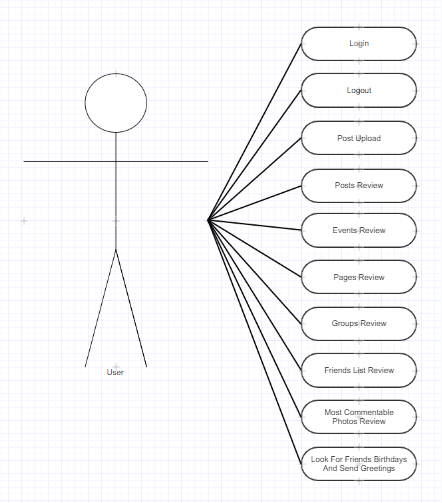 Login
Logout
Post Upload
Posts Review
Events Review
Pages Review
Groups Review
Friends List Review
Most Commentable
Photos Review
Look For Friends Birthdays
And Send Greetings
User